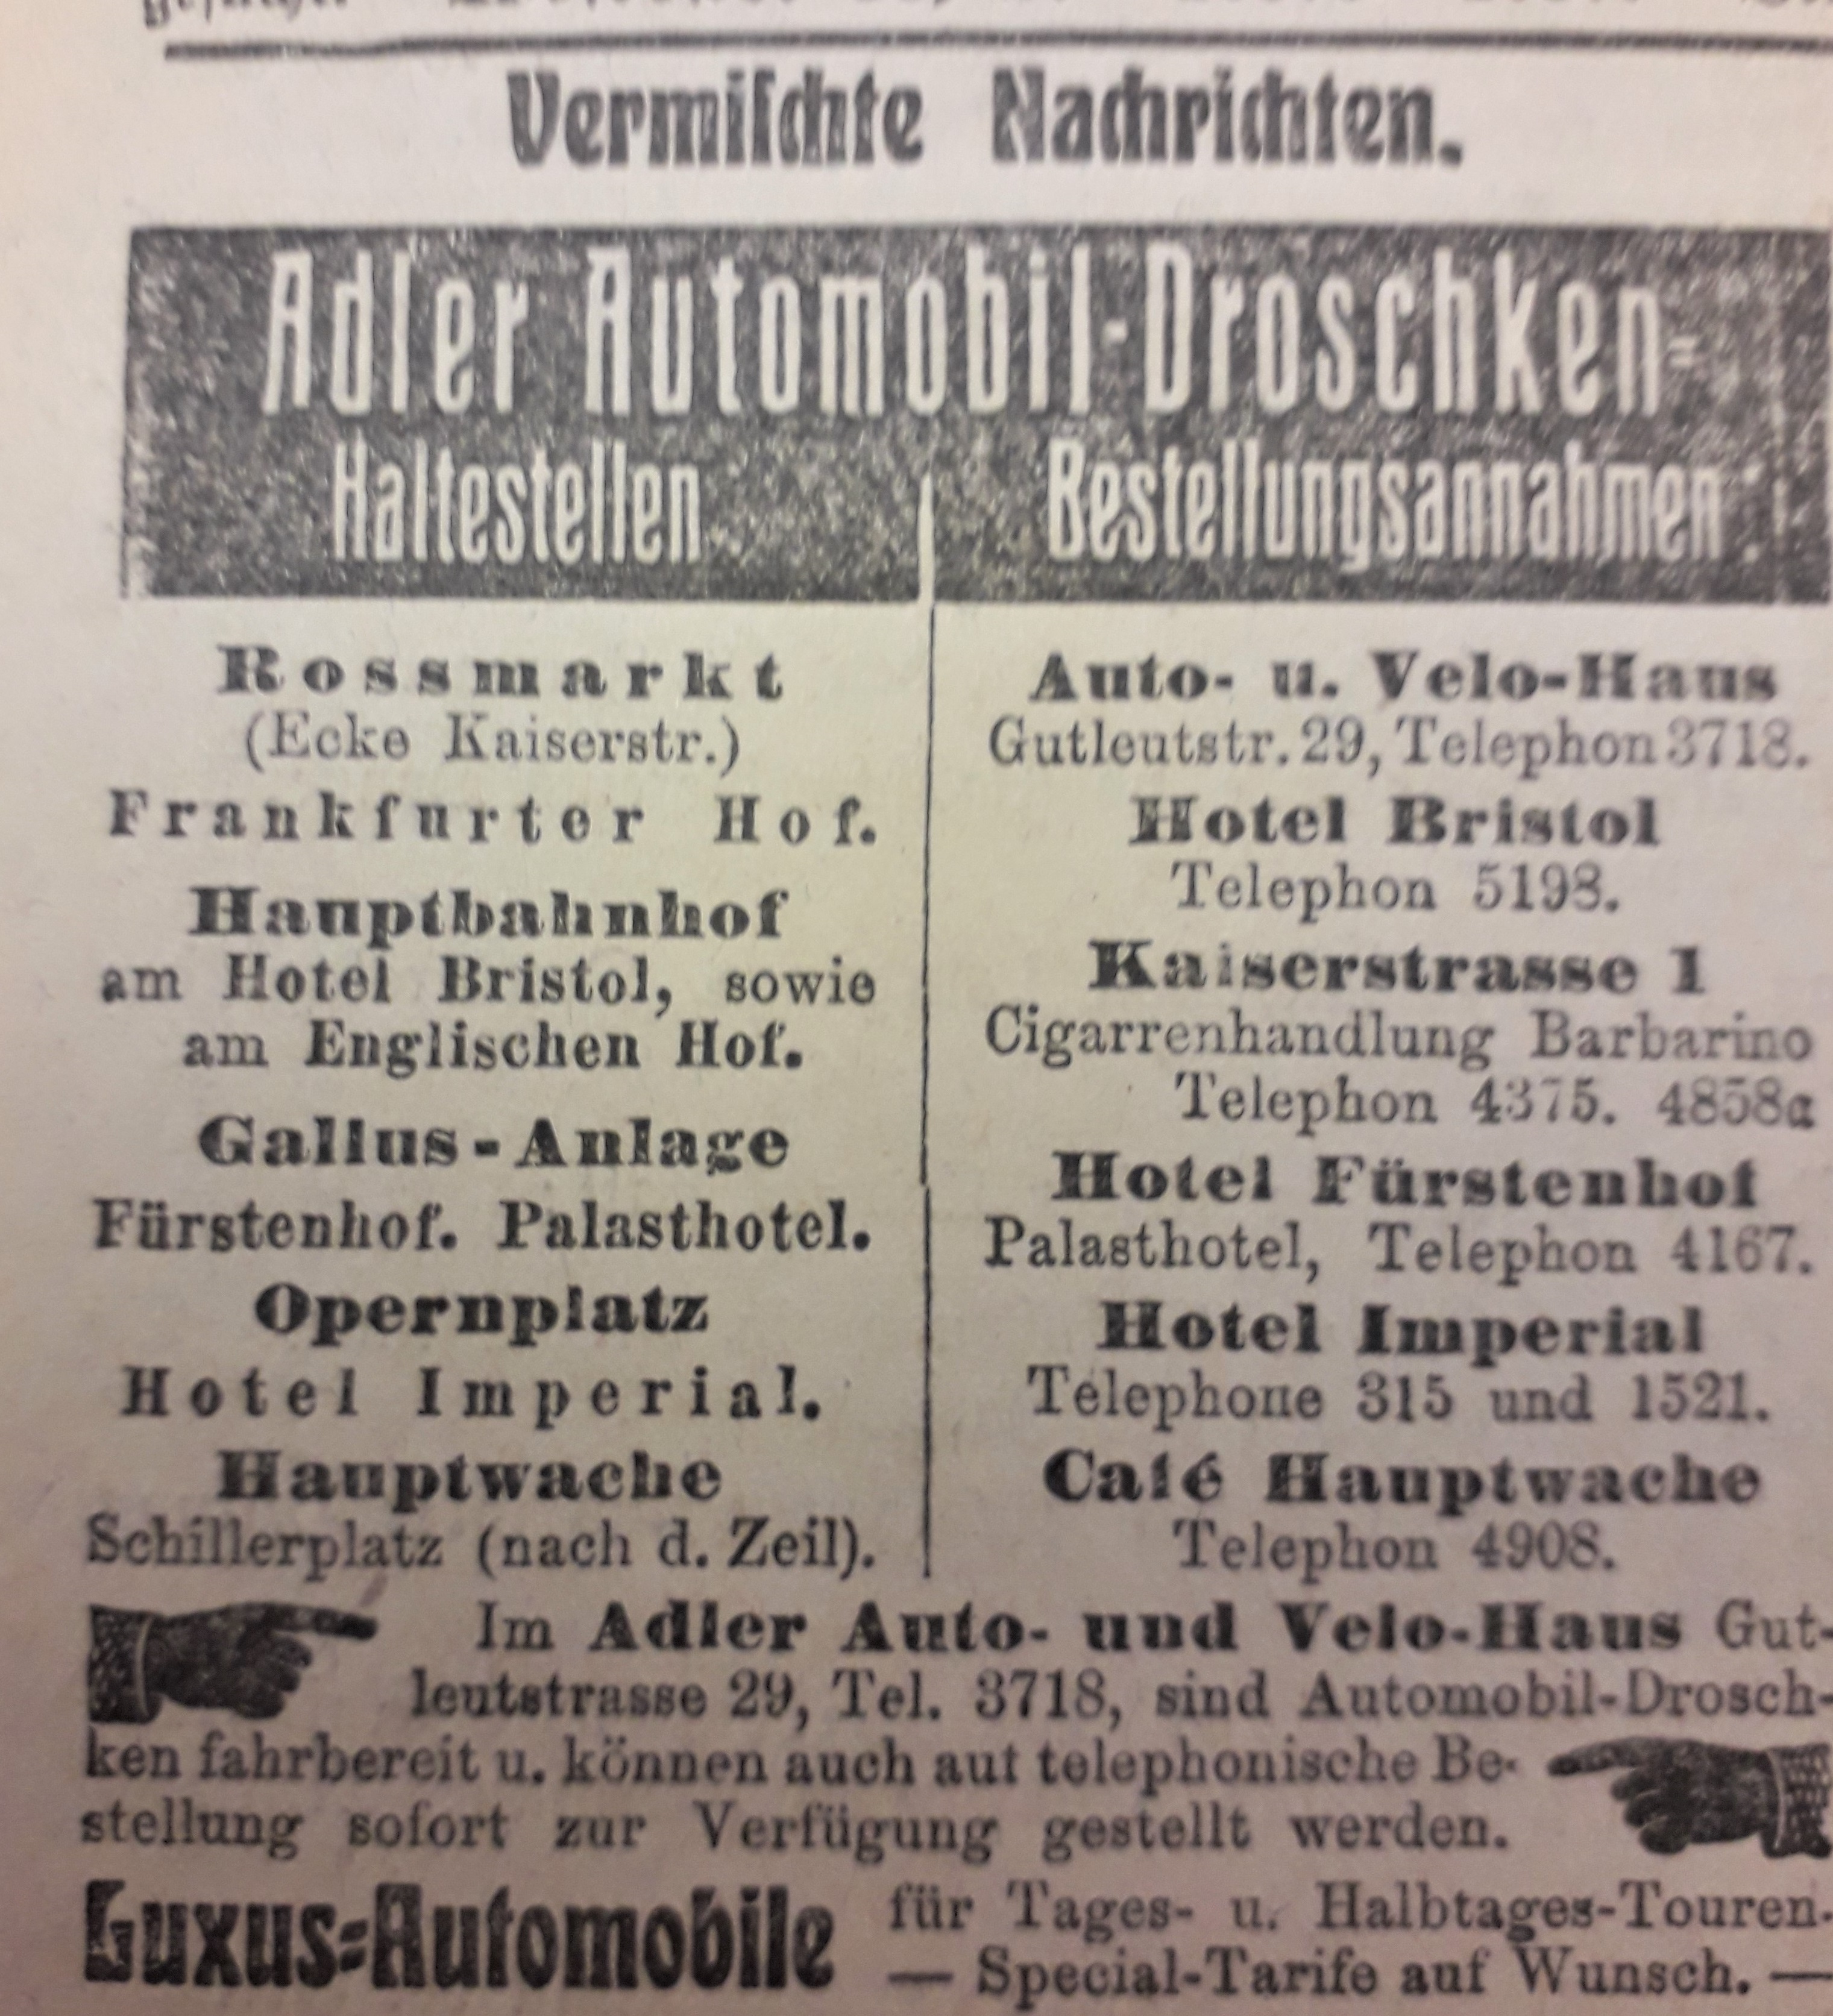 Vermiſchte Nachrichten.
Adler Automobil-Droschken-
Haltestellen
Rossmarkt
(Ecke Kaiserstr.)
Frankfurter Hof.
Hauptbahnhof
am Hotel Bristol, sowie
am Englischen Hof.
Gallus-Anlage
Fürstenhof. Palasthotel.
Opernplatz
Hotel Imperial.
Hauptwache
Schillerplatz (nach d. Zeil).
Bestellungsannahmen:
Auto- u. Velo-Haus
Gutleutstr. 29, Telephon 3718.
Hotel Bristol
Telephon 5198.
Kaiserstrasse 1
Cigarrenhandlung Barbarino
Telephon 4375. 4858a
Hotel Fürstenhof
Palasthotel, Telephon 4167.
Hotel Imperial
Telephone 315 und 1521.
Café Hauptwache
Telephon 4908.
Im Adler Auto- und Velo-Haus Gut-
leutstrasse 29, Tel. 3718, sind Automobil-Drosch-
ken fahrbereit u. können auch auf telephonische Be-
stellung sofort zur Verfügung gestellt werden.
Luxus-Automobile
für Tages- u. Halbtages-Touren.
— Special-Tarife auf Wunsch. —